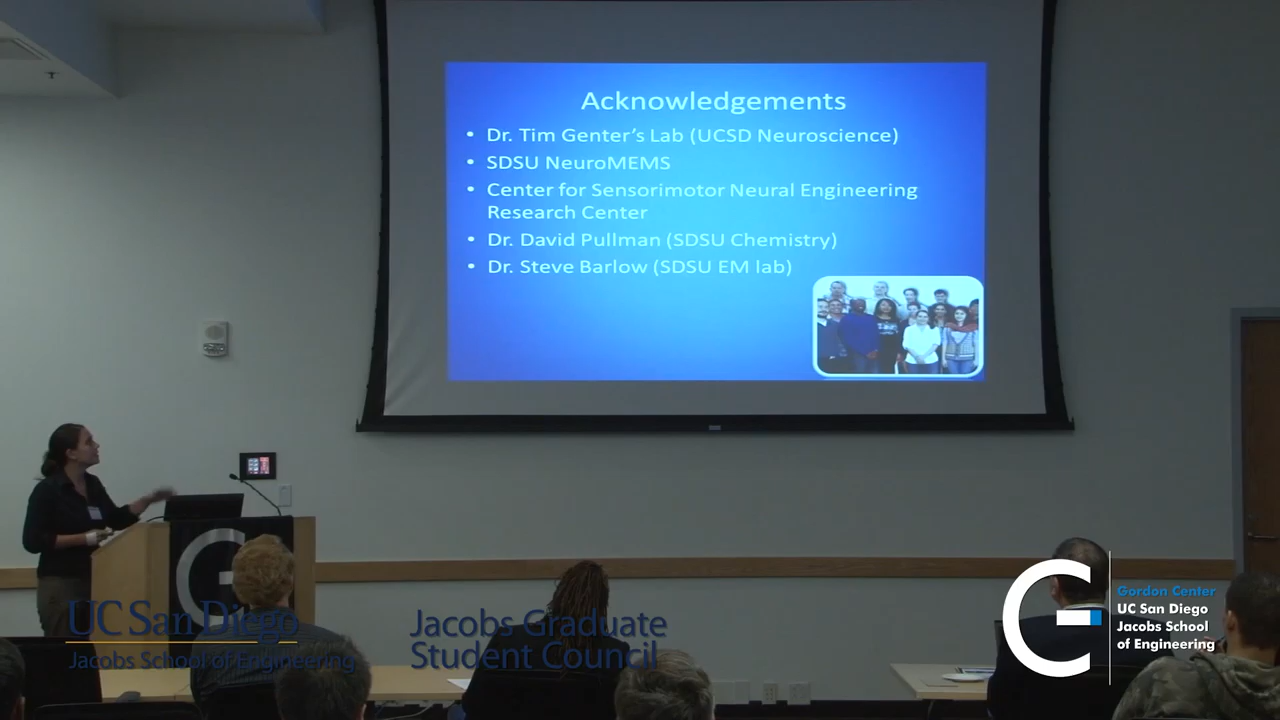 Acknowledgements
• Dr. Tim Genter's Lab (UCSD Neuroscience)
• SDSU NeuroMEMS
• Center for Sensorimotor Neural Engineering
Research Center
• Dr. David Pullman (SDSU Chemistry)
• Dr. Steve Barlow (SDSU EM lab)
UC San Diego
Jacobs School of Engineering
Jacobs Graduate
Student Council
Gordon Center
UC San Diego
Jacobs School
of Engineering